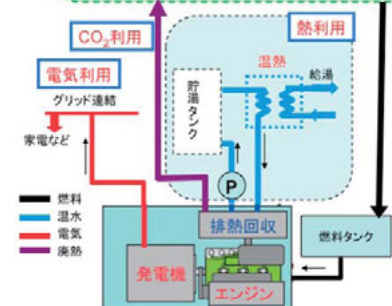 CO₂利用
熱利用
電気利用
グリッド連結
家電など
貯湯タンク
温熱
給湯
P
燃料
温水
電気
廃熱
排熱回収
発電機
エンジン
燃料タンク